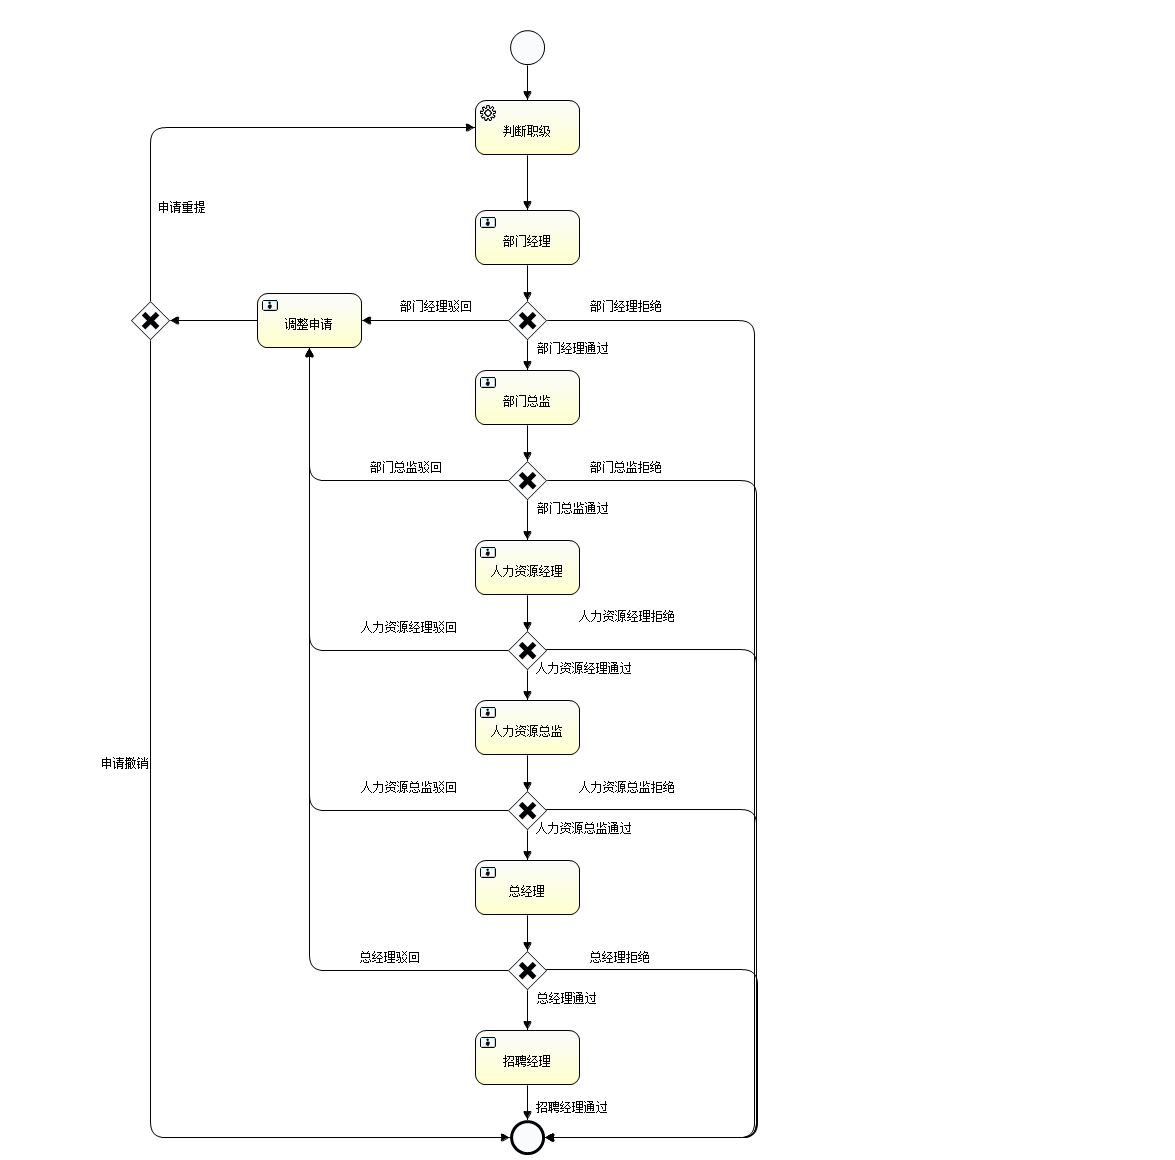 判断职级
申请重提
部门经理
部门经理驳回
部门经理拒绝
调整申请
部门经理通过
部门总监
部门总监驳回
部门总监拒绝
部门总监通过
人力资源经理
人力资源经理拒绝
人力资源经理驳回
人力资源经理通过
人力资源总监
申请撤销
人力资源总监驳回
人力资源总监拒绝
人力资源总监通过
总经理
总经理驳回
总经理拒绝
总经理通过
招聘经理
招聘经理通过